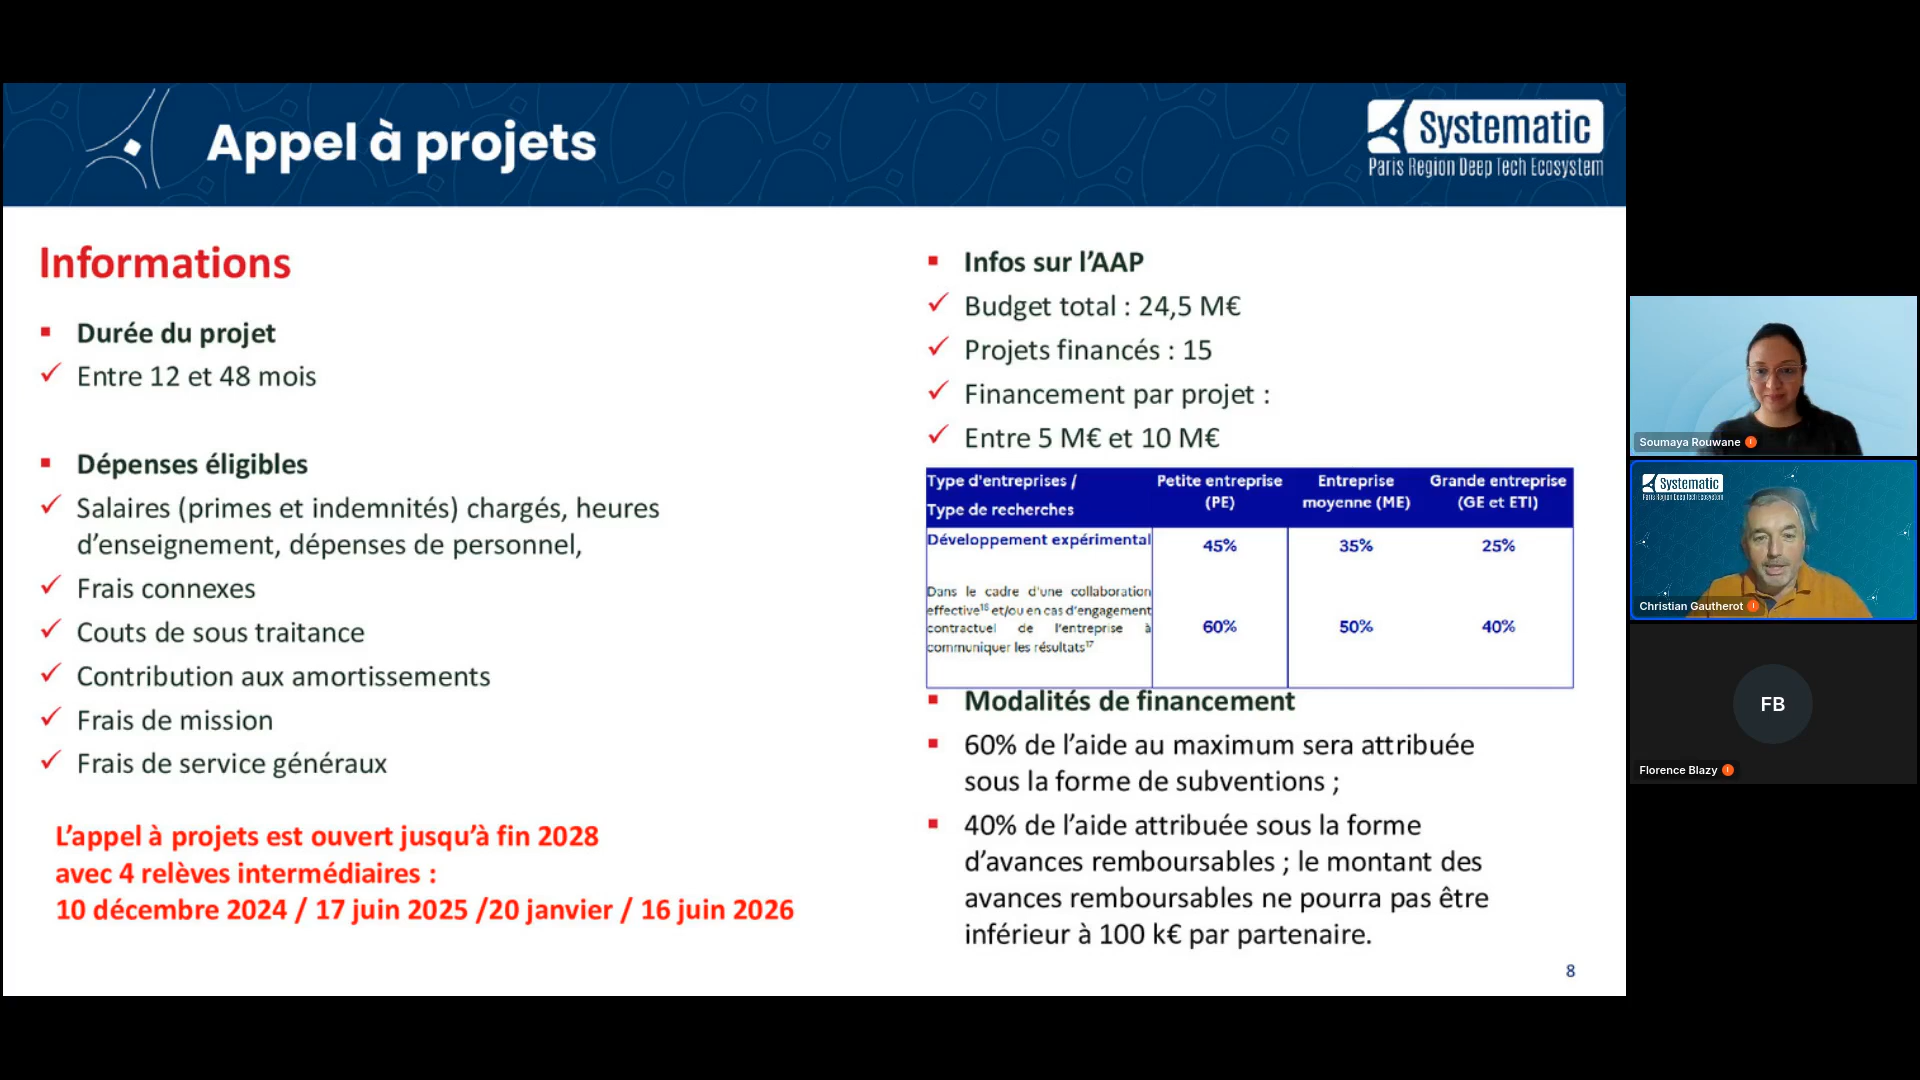 Appel à projets
Systematic
Paris Region Deep Tech Ecosystem
Informations
Durée du projet
Entre 12 et 48 mois
Dépenses éligibles
Salaires (primes et indemnités) chargés, heures
d'enseignement, dépenses de personnel,
Frais connexes
Couts de sous traitance
Contribution aux amortissements
Frais de mission
Frais de service généraux
L'appel à projets est ouvert jusqu'à fin 2028
avec 4 relèves intermédiaires :
10 décembre 2024 / 17 juin 2025 /20 janvier / 16 juin 2026
Infos sur l'AAP
Budget total : 24,5 M€
Projets financés : 15
Financement par projet :
Entre 5 M€ et 10 M€
Type d'entreprises /
Type de recherches
Petite entreprise
(PE)
Entreprise
moyenne (ME)
Grande entreprise
(GE et ETI)
Développement expérimental
45%
35%
25%
Dans le cadre d'une collaboration
effective¹⁶ et/ou en cas d'engagement
contractuel de l'entreprise à
communiquer les résultats¹⁷
60%
50%
40%
Modalités de financement
60% de l'aide au maximum sera attribuée
sous la forme de subventions ;
40% de l'aide attribuée sous la forme
d'avances remboursables ; le montant des
avances remboursables ne pourra pas être
inférieur à 100 k€ par partenaire.
8
Soumaya Rouwane
Systematic
Paris Region Deep Tech Ecosystem
Christian Gautherot
FB
Florence Blazy